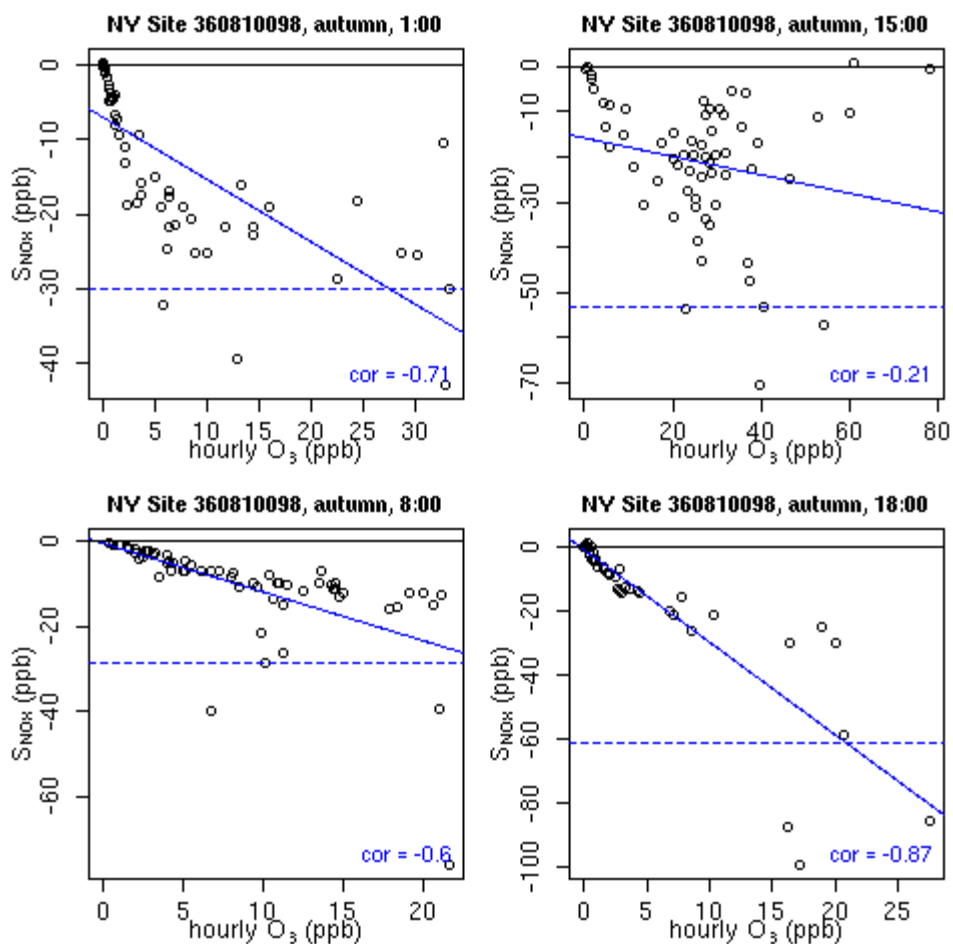 NY Site 360810098, autumn, 1:00
0
-10
-20
-30
-40
S_NOx (ppb)
cor = -0.71
0 5 10 15 20 25 30
hourly O₃ (ppb)
NY Site 360810098, autumn, 15:00
0
-10
-30
-50
-70
S_NOx (ppb)
cor = -0.21
0 20 40 60 80
hourly O₃ (ppb)
NY Site 360810098, autumn, 8:00
0
-20
-40
-60
S_NOx (ppb)
cor = -0.6
0 5 10 15 20
hourly O₃ (ppb)
NY Site 360810098, autumn, 18:00
0
-20
-40
-60
-80
-100
S_NOx (ppb)
cor = -0.87
0 5 10 15 20 25
hourly O₃ (ppb)